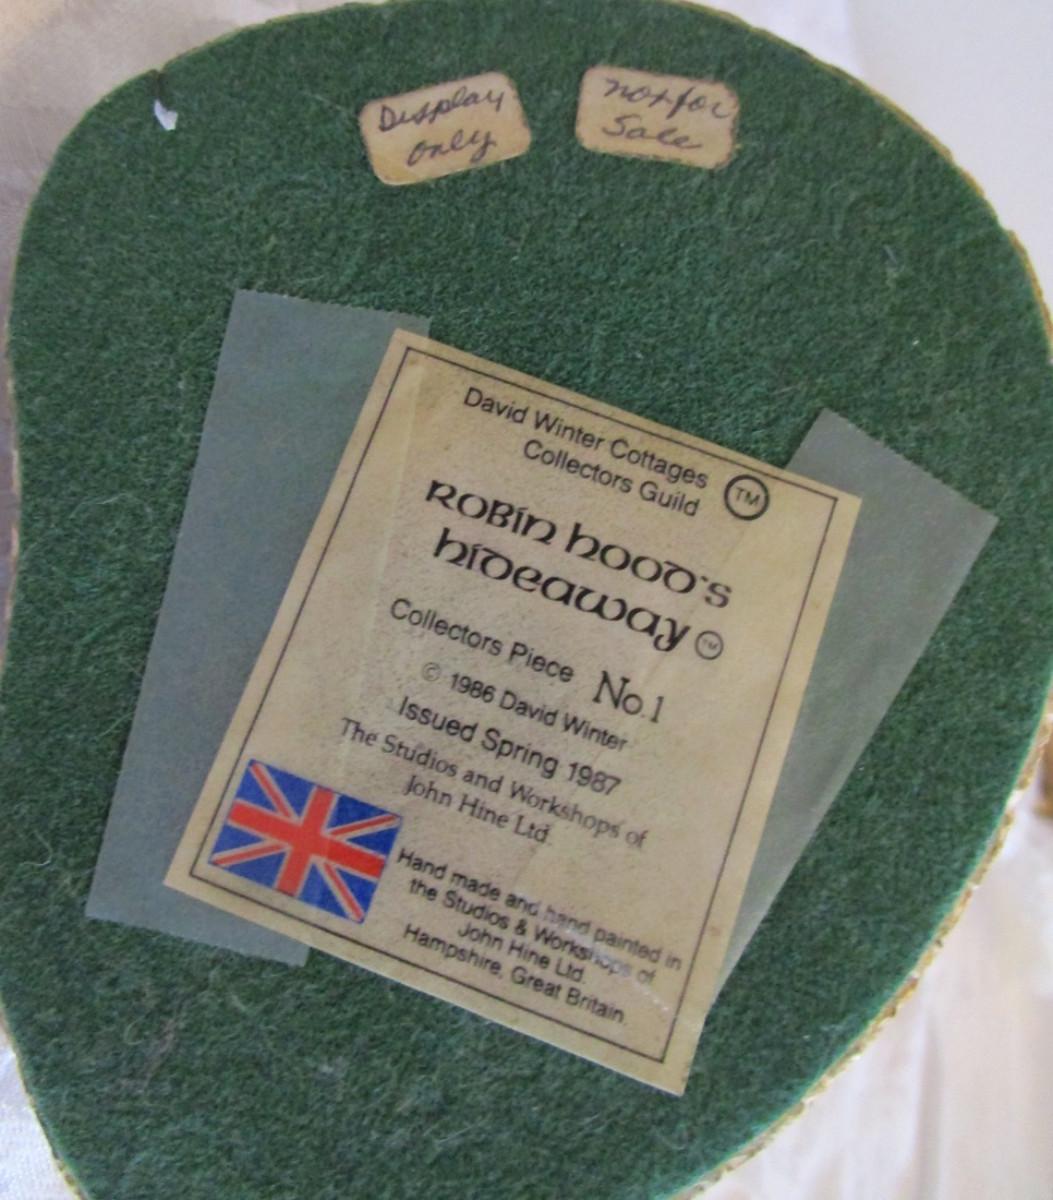 Display
only
not for
Sale
David Winter Cottages
Collectors Guild TM
Robin Hood's
Hideaway TM
Collectors Piece No.1
© 1986 David Winter
Issued Spring 1987
The Studios and Workshops of
John Hine Ltd.
Hand made and hand painted in
the Studios & Workshops of
John Hine Ltd.
Hampshire, Great Britain.